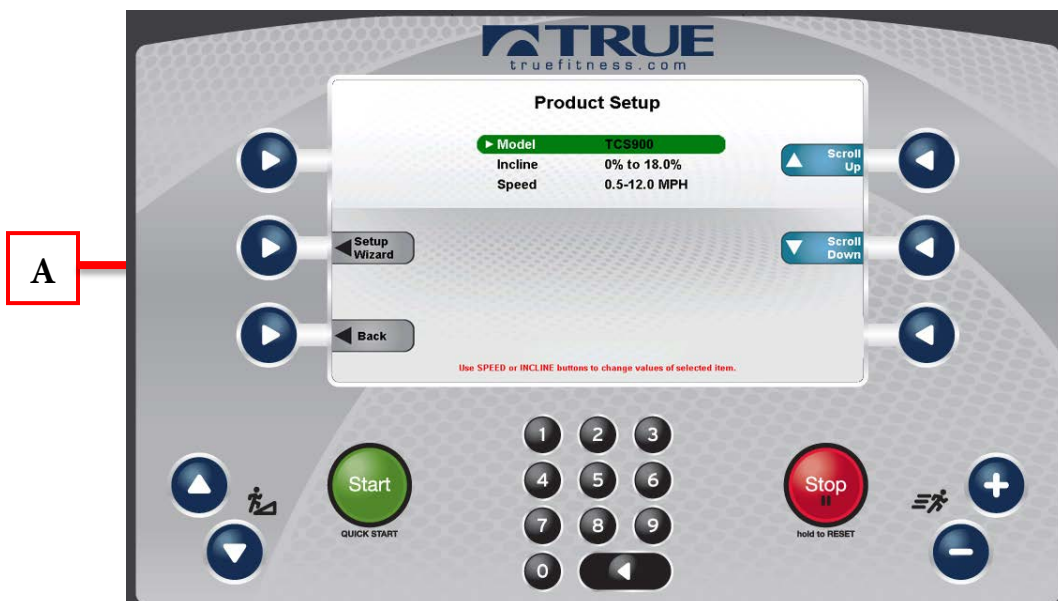 TRUE
truefitness.com
Product Setup
Model TCS900
Incline 0% to 18.0%
Speed 0.5-12.0 MPH
Scroll
Up
A
Setup
Wizard
Scroll
Down
Back
Use SPEED or INCLINE buttons to change values of selected item.
1 2 3
4 5 6
7 8 9
0
Start
QUICK START
Stop
hold to RESET